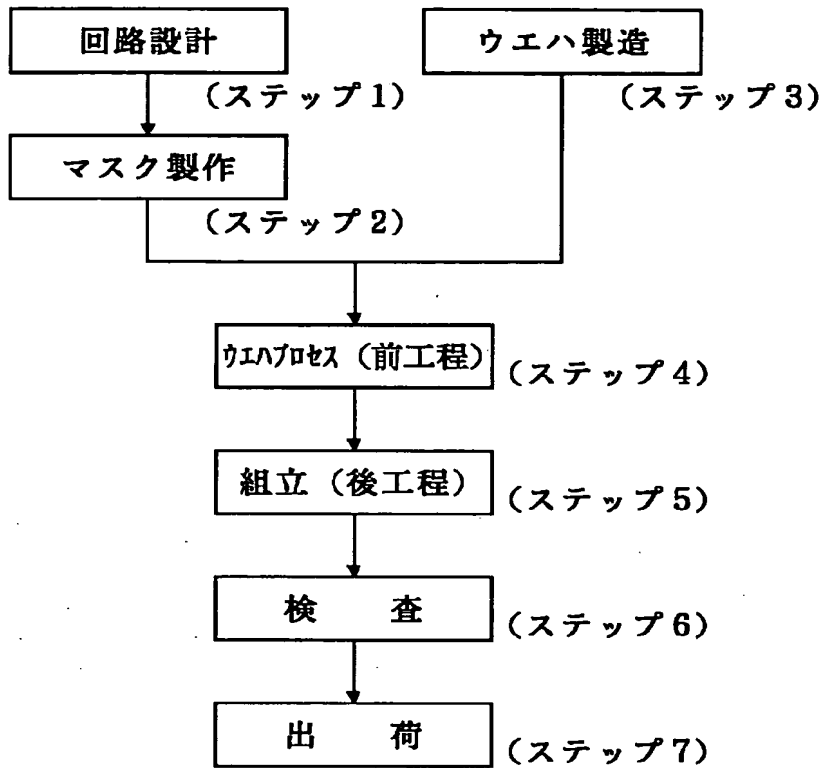 回路設計
ウエハ製造
(ステップ1)
(ステップ3)
マスク製作
(ステップ2)
ウエハプロセス (前工程)
(ステップ4)
組立 (後工程)
(ステップ5)
検 査
(ステップ6)
出 荷
(ステップ7)